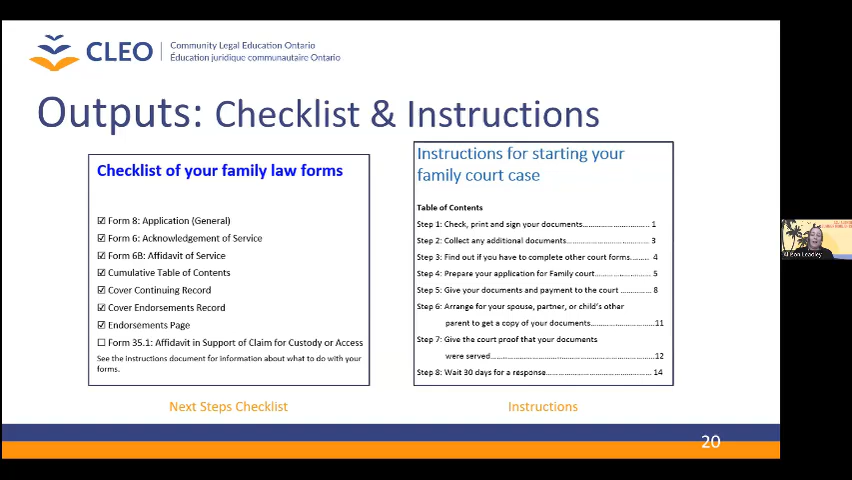 CLEO
Community Legal Education Ontario
Éducation juridique communautaire Ontario
Outputs: Checklist & Instructions
Checklist of your family law forms
☑ Form 8: Application (General)
☑ Form 6: Acknowledgement of Service
☑ Form 6B: Affidavit of Service
☑ Cumulative Table of Contents
☑ Cover Continuing Record
☑ Cover Endorsements Record
☑ Endorsements Page
☐ Form 35.1: Affidavit in Support of Claim for Custody or Access
See the instructions document for information about what to do with your
forms.
Next Steps Checklist
Instructions for starting your
family court case
Table of Contents
Step 1: Check, print and sign your documents.......................... 1
Step 2: Collect any additional documents.............................. 3
Step 3: Find out if you have to complete other court forms........ 4
Step 4: Prepare your application for Family court..................... 5
Step 5: Give your documents and payment to the court ............. 8
Step 6: Arrange for your spouse, partner, or child's other
parent to get a copy of your documents........................11
Step 7: Give the court proof that your documents
were served......................................................12
Step 8: Wait 30 days for a response.................................... 14
Instructions
20
Leadley